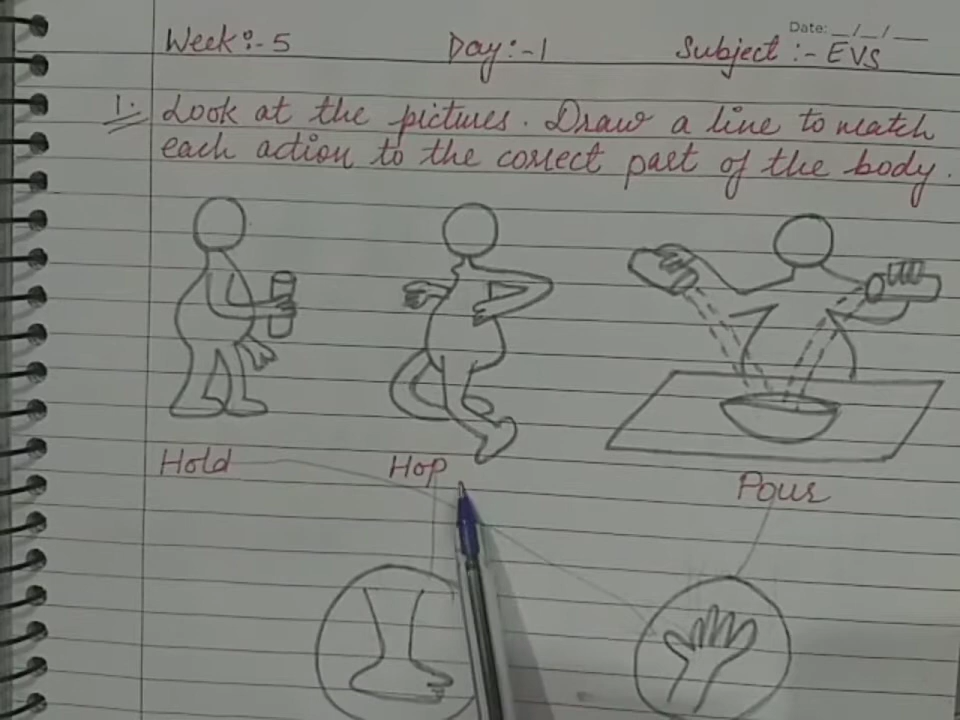 Date: _/_/__
Week:-5 Day:-1 Subject:- EVS
1:- Look at the pictures. Draw a line to match
each action to the correct part of the body.
Hold Hop Pour